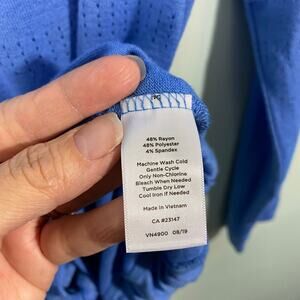 48% Rayon
48% Polyester
4% Spandex
Machine Wash Cold
Gentle Cycle
Only Non-Chlorine
Bleach When Needed
Tumble Dry Low
Cool Iron If Needed
Made in Vietnam
CA #23147
VN4900 08/19